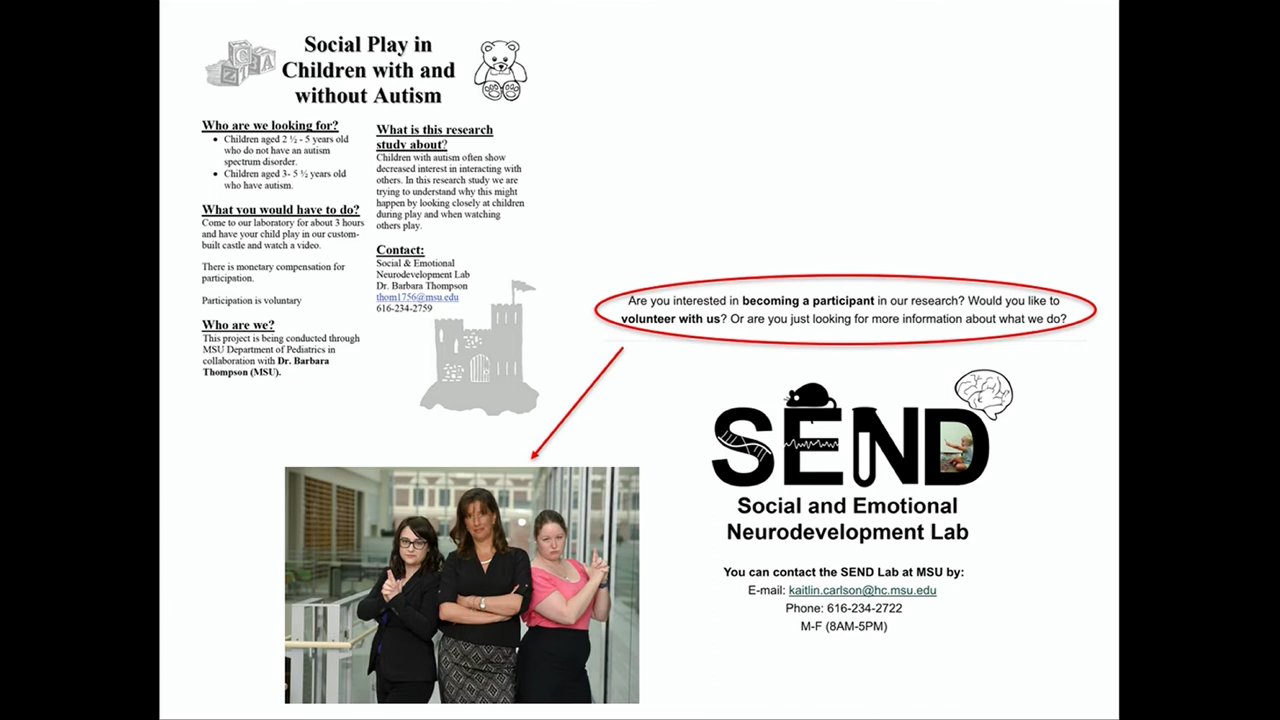 Social Play in
Children with and
without Autism
Who are we looking for?
• Children aged 2 ½ - 5 years old
who do not have an autism
spectrum disorder.
• Children aged 3- 5 ½ years old
who have autism.
What you would have to do?
Come to our laboratory for about 3 hours
and have your child play in our custom-
built castle and watch a video.
There is monetary compensation for
participation.
Participation is voluntary
Who are we?
This project is being conducted through
MSU Department of Pediatrics in
collaboration with Dr. Barbara
Thompson (MSU).
What is this research
study about?
Children with autism often show
decreased interest in interacting with
others. In this research study we are
trying to understand why this might
happen by looking closely at children
during play and when watching
others play.
Contact:
Social & Emotional
Neurodevelopment Lab
Dr. Barbara Thompson
thom1756@msu.edu
616-234-2759
Are you interested in becoming a participant in our research? Would you like to
volunteer with us? Or are you just looking for more information about what we do?
SEND
Social and Emotional
Neurodevelopment Lab
You can contact the SEND Lab at MSU by:
E-mail: kaitlin.carlson@hc.msu.edu
Phone: 616-234-2722
M-F (8AM-5PM)